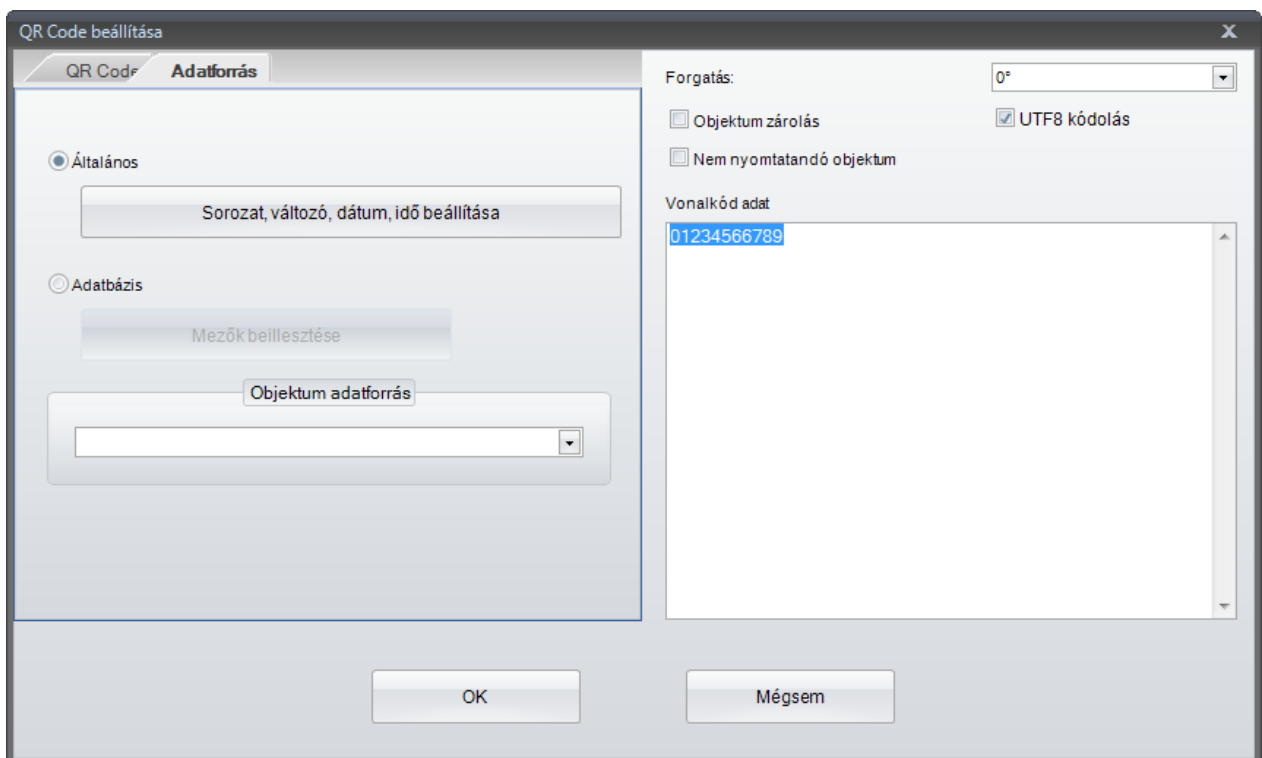 QR Code beállítása X
QR Code Adatforrás
Általános
Sorozat, változó, dátum, idő beállítása
Adatbázis
Mezők beillesztése
Objektum adatforrás
Forgatás: 0°
Objektum zárolás UTF8 kódolás
Nem nyomtatandó objektum
Vonalkód adat
01234566789
OK Mégsem